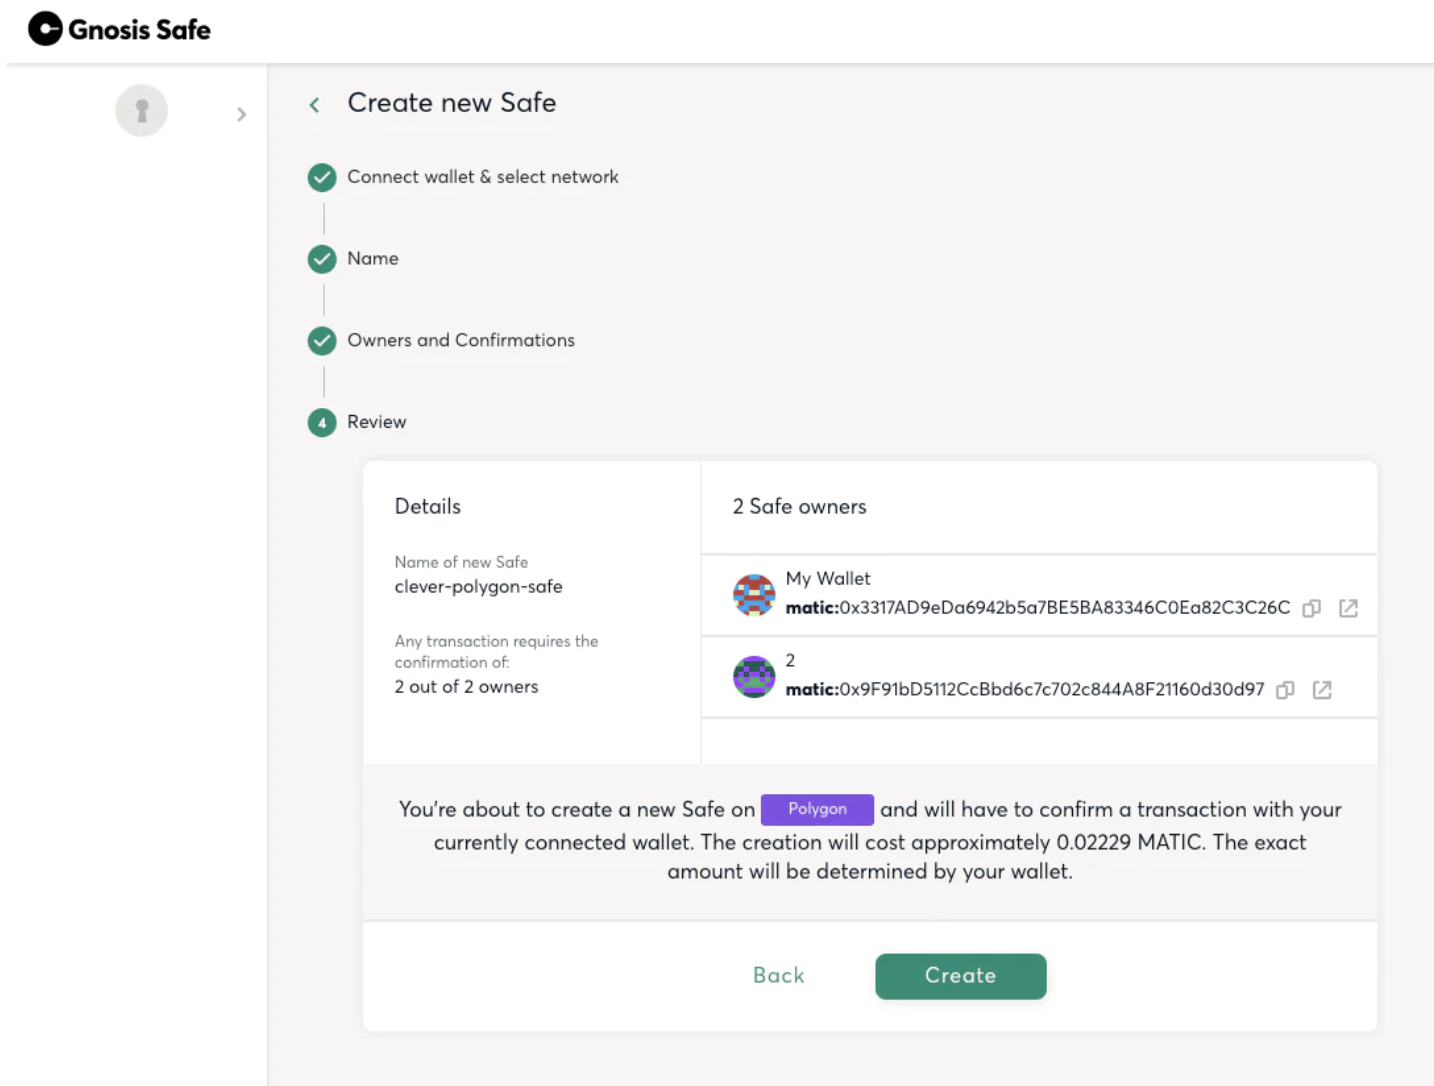 Gnosis Safe
Create new Safe
Connect wallet & select network
Name
Owners and Confirmations
4 Review
Details
Name of new Safe
clever-polygon-safe
Any transaction requires the
confirmation of:
2 out of 2 owners
2 Safe owners
My Wallet
matic:0x3317AD9eDa6942b5a7BE5BA83346C0Ea82C3C26C
2
matic:0x9F91bD5112CcBbd6c7c702c844A8F21160d30d97
You're about to create a new Safe on Polygon and will have to confirm a transaction with your
currently connected wallet. The creation will cost approximately 0.02229 MATIC. The exact
amount will be determined by your wallet.
Back
Create